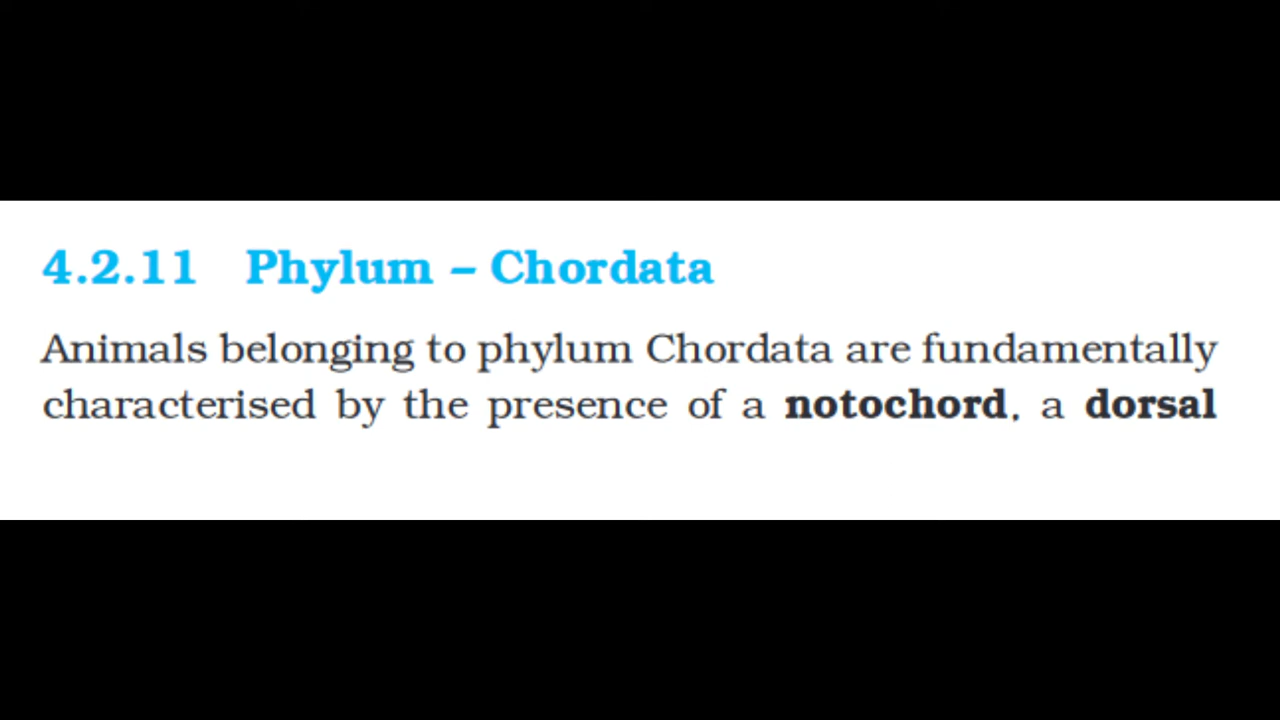 4.2.11 Phylum – Chordata
Animals belonging to phylum Chordata are fundamentally
characterised by the presence of a notochord, a dorsal